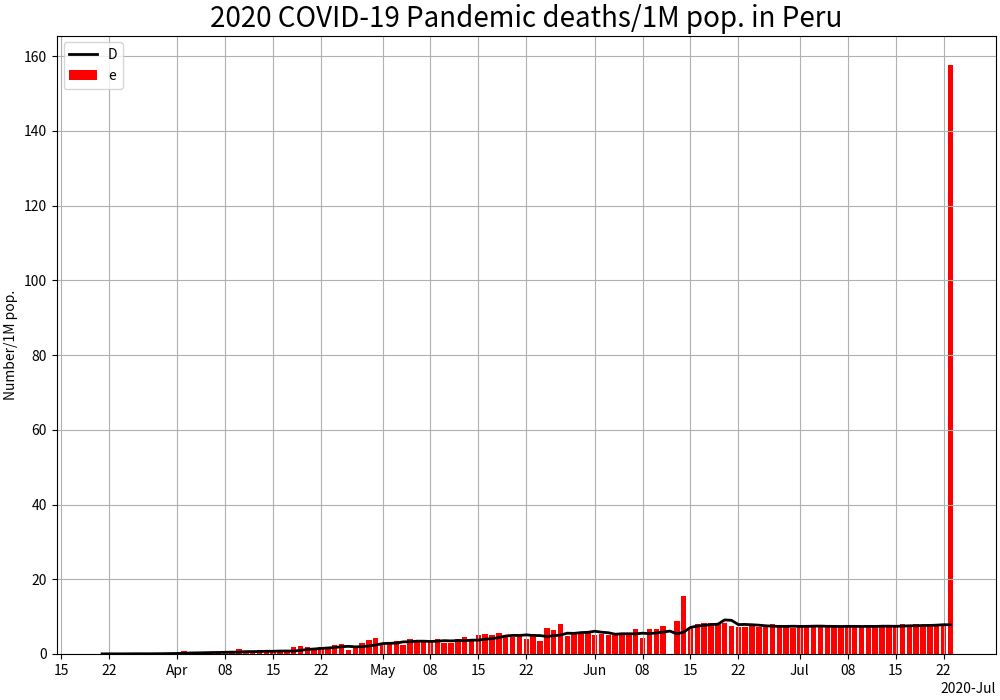 2020 COVID-19 Pandemic deaths/1M pop. in Peru
D
e
160
140
120
100
80
60
40
20
0
Number/1M pop.
15 22 Apr 08 15 22 May 08 15 22 Jun 08 15 22 Jul 08 15 22
2020-Jul